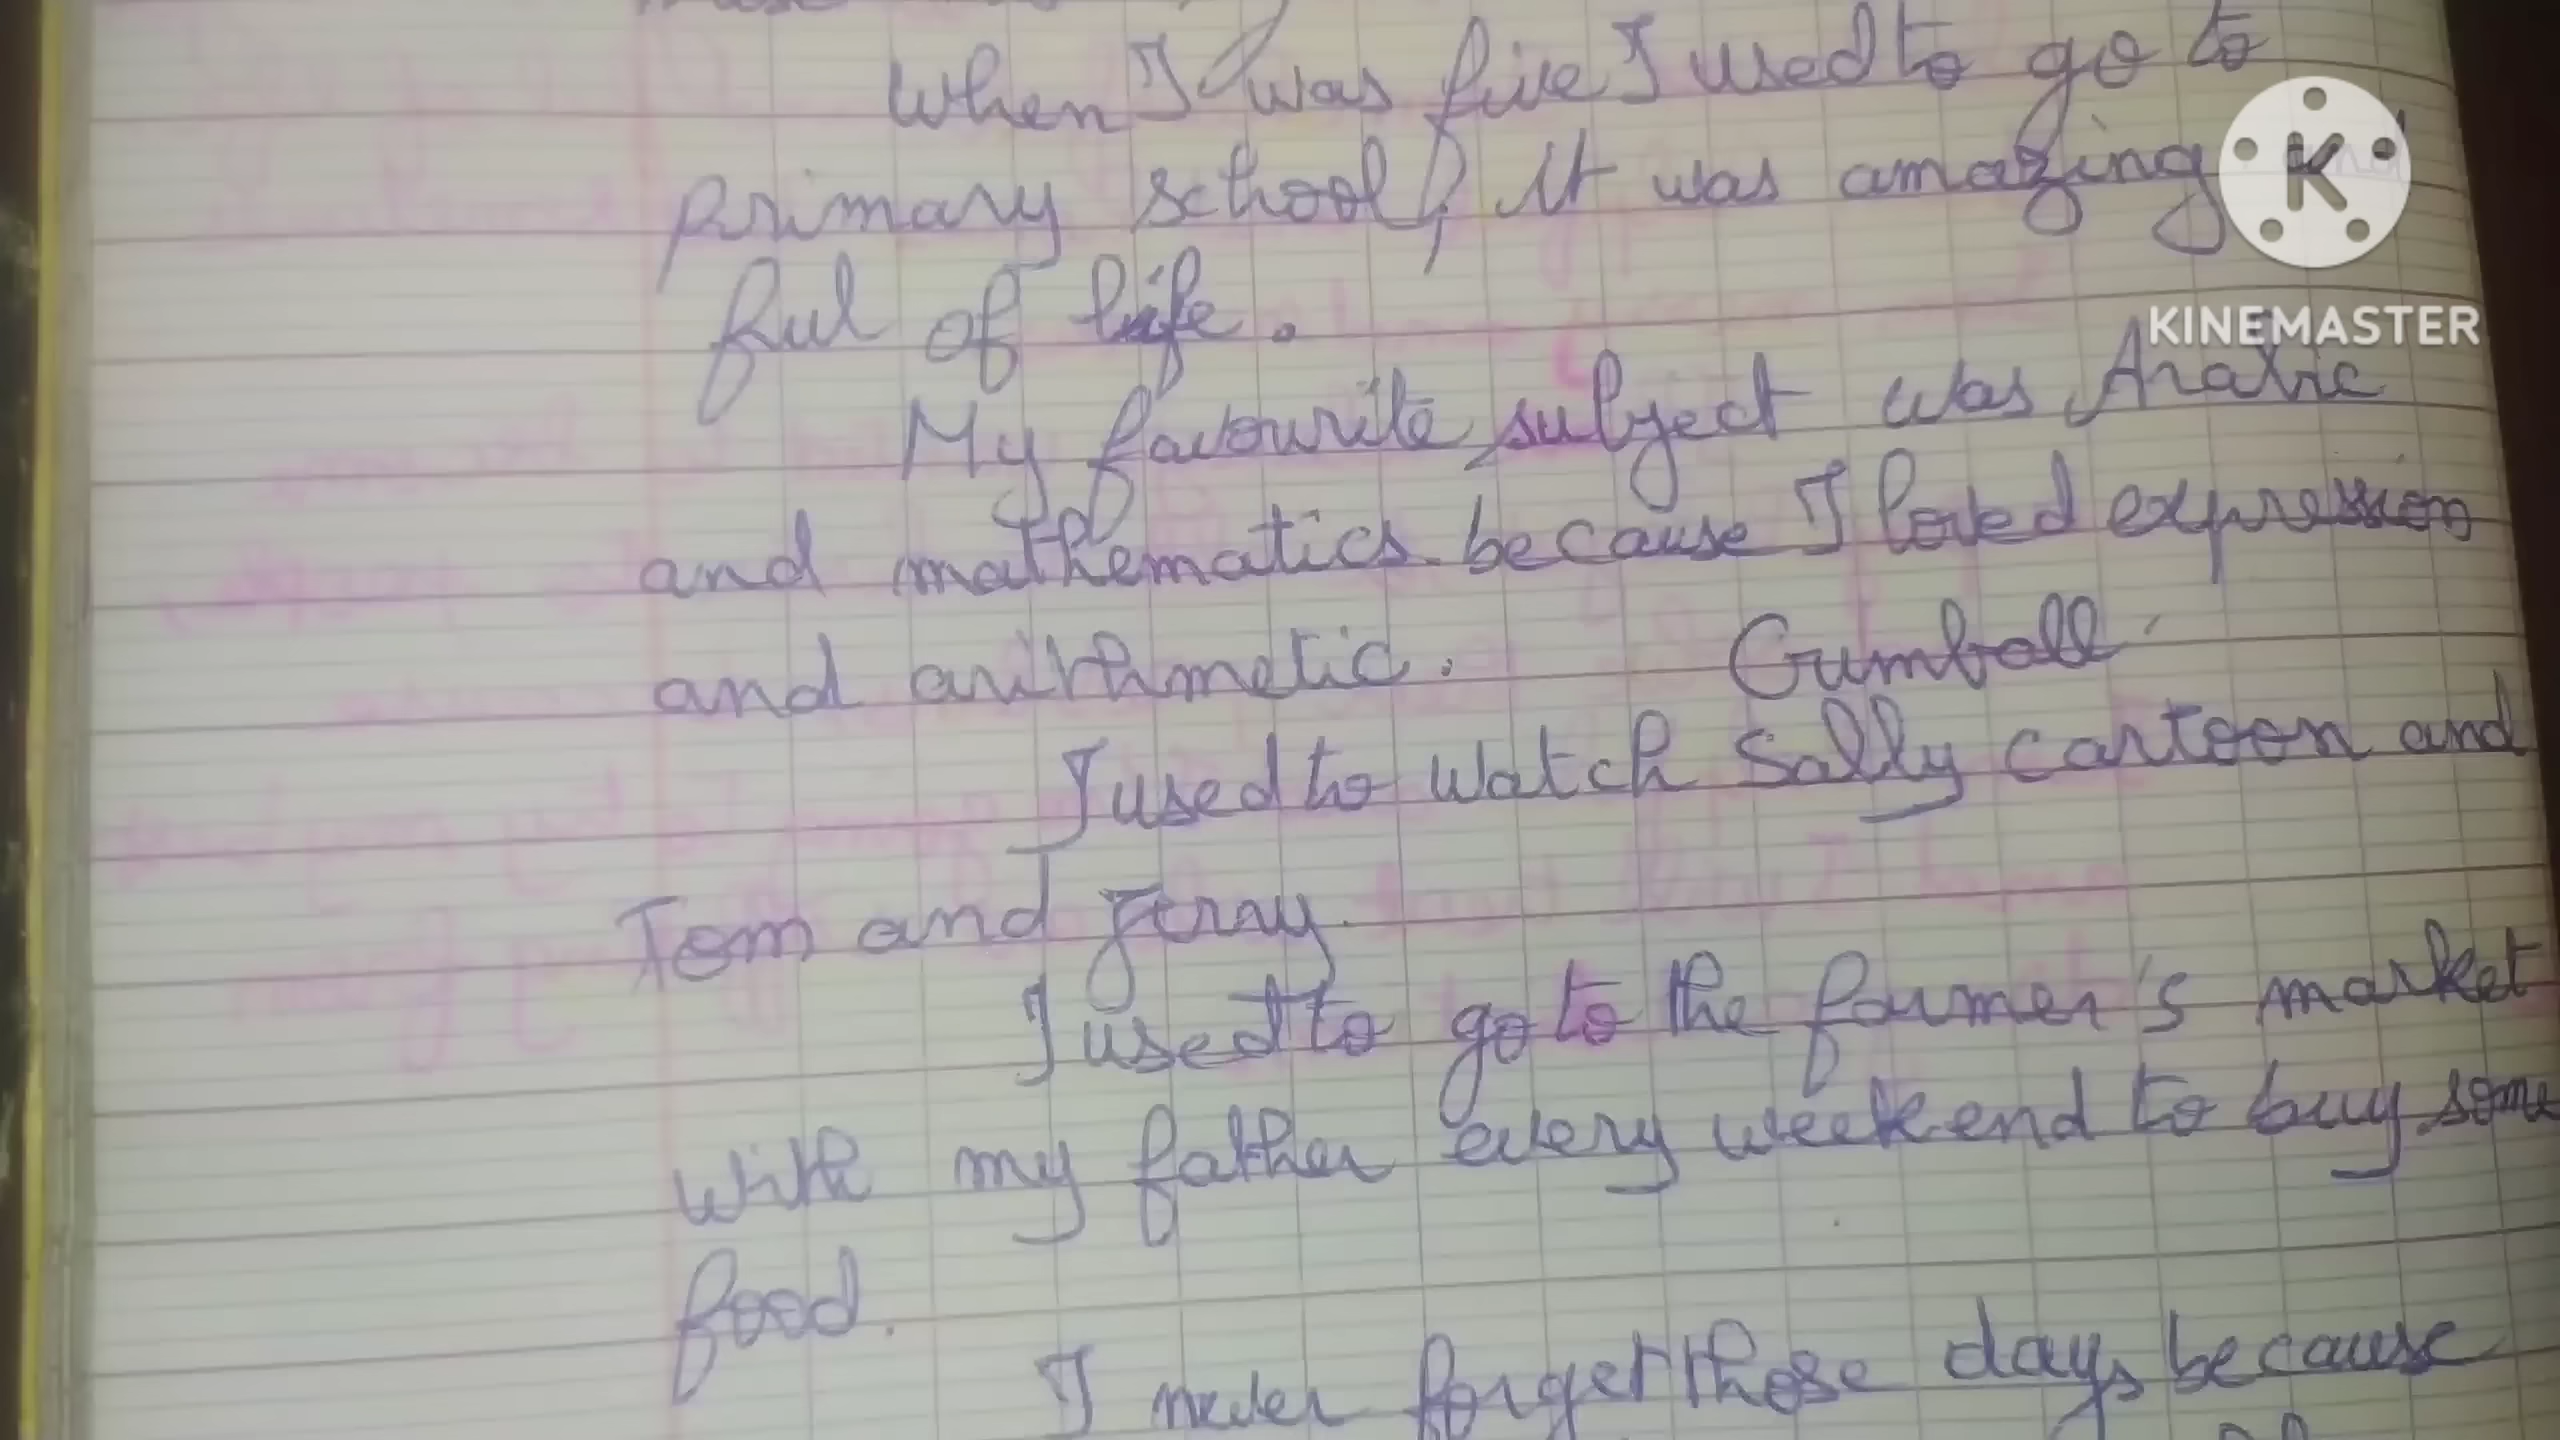 When I was five I used to go to
primary school, It was amazing and
ful of life.
My favourite subject was Arabic
and mathematics because I loved expression
and arithmetic.
Gumball
I used to watch Sally cartoon and
Tom and Jerry.
I used to go to the farmer's market
with my father every weekend to buy some
food.
I never forget those days because
KINEMASTER